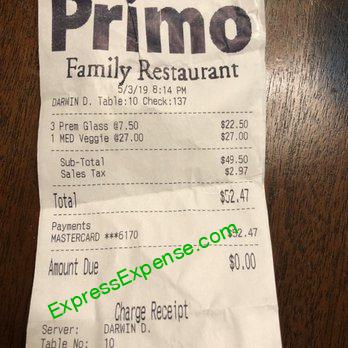 Primo
Family Restaurant
5/3/19 8:14 PM
DARWIN D. Table:10 Check:137
3 Prem Glass @7.50 $22.50
1 MED Veggie @27.00 $27.00
Sub-Total $49.50
Sales Tax $2.97
Total $52.47
Payments
MASTERCARD ***6170 $52.47
Amount Due $0.00
ExpressExpense.com
Charge Receipt
Server: DARWIN D.
Table No: 10